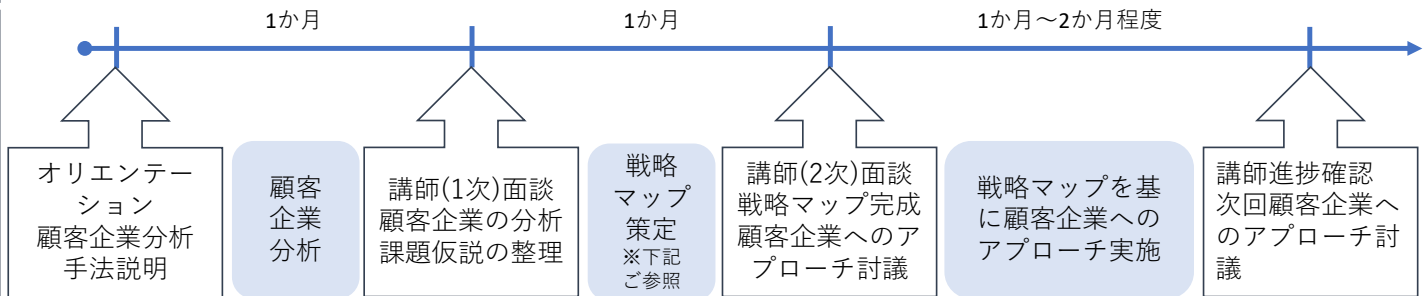 1か月
1か月
1か月～2か月程度
オリエンテー
ション
顧客企業分析
手法説明
顧客
企業
分析
講師(1次)面談
顧客企業の分析
課題仮説の整理
戦略
マップ
策定
※下記
ご参照
講師(2次)面談
戦略マップ完成
顧客企業へのア
プローチ討議
戦略マップを基
に顧客企業への
アプローチ実施
講師進捗確認
次回顧客企業へ
のアプローチ討
議